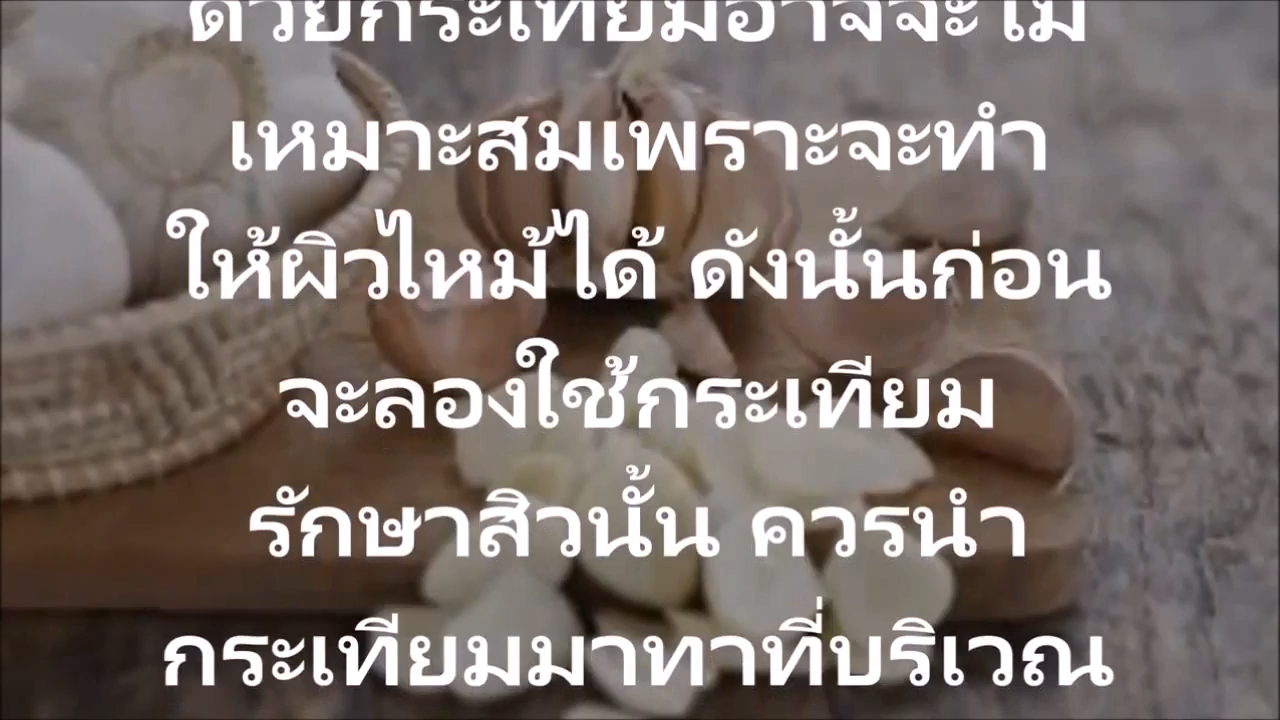 ด้วยกระเทียมอาจจะไม่
เหมาะสมเพราะจะทำ
ให้ผิวไหม้ได้ ดังนั้นก่อน
จะลองใช้กระเทียม
รักษาสิวนั้น ควรนำ
กระเทียมมาทาที่บริเวณ